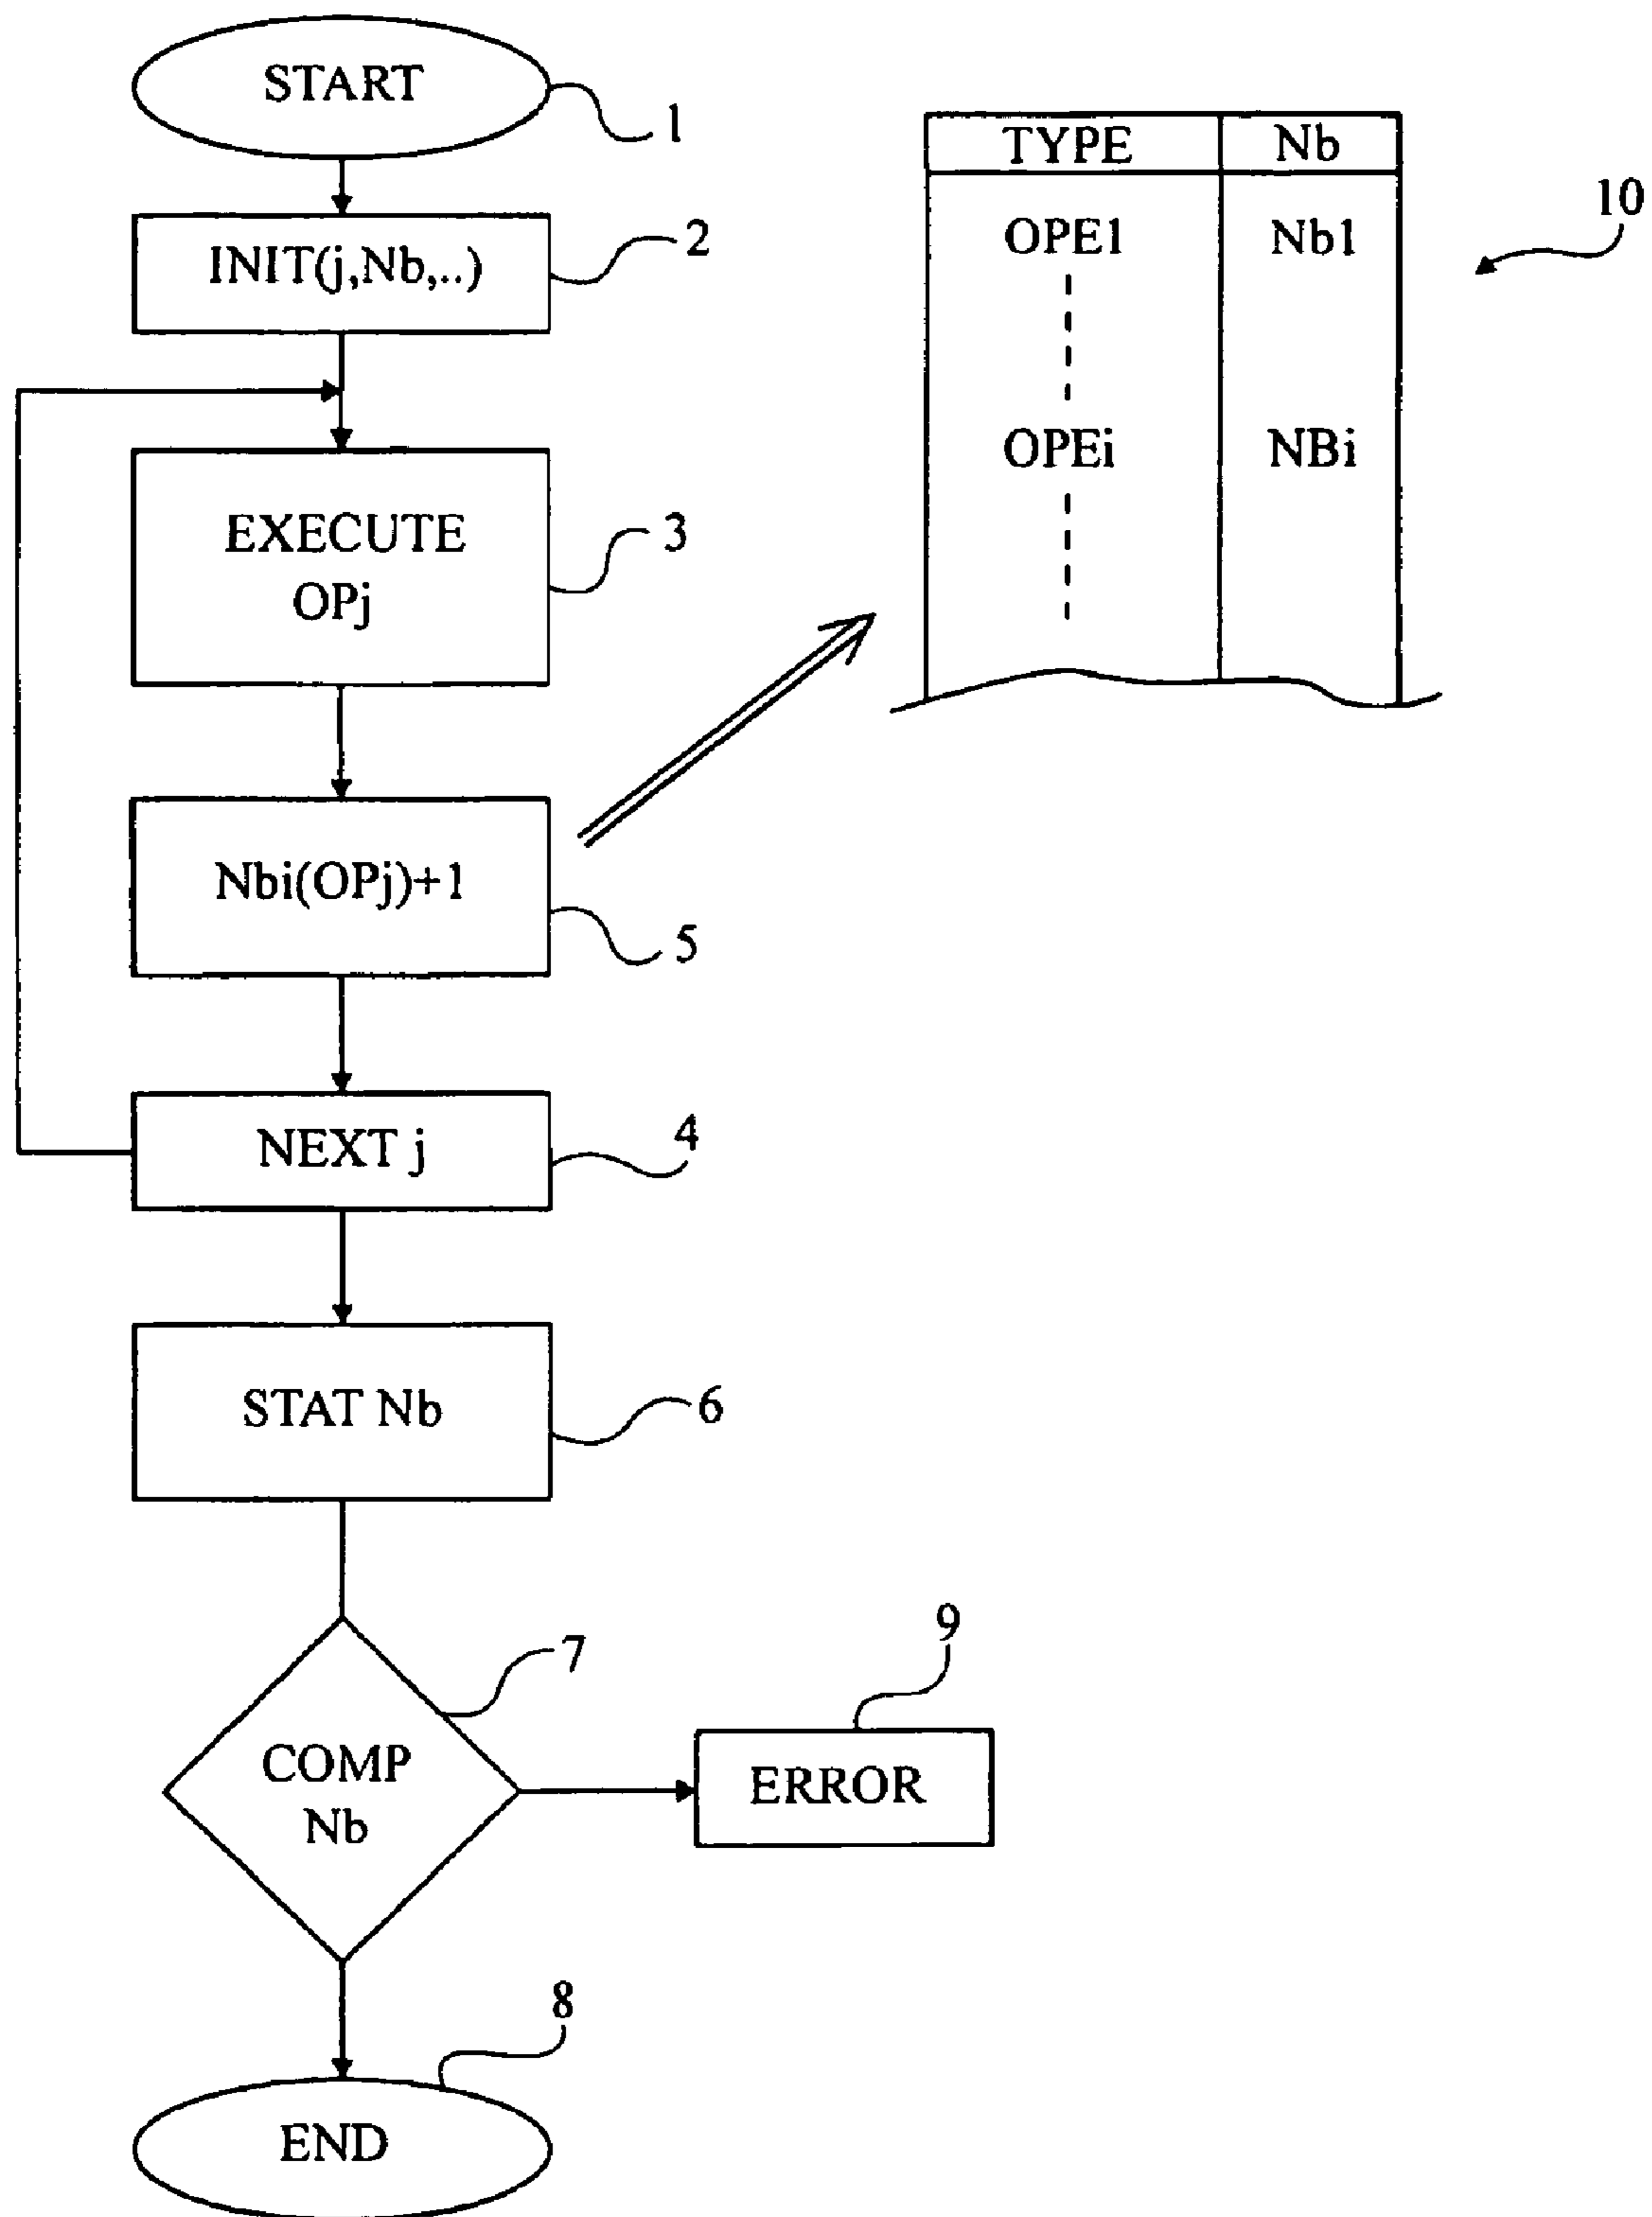 START
1
INIT(j,Nb,..)
2
EXECUTE
OPj
3
Nbi(OPj)+1
5
NEXT j
4
STAT Nb
6
COMP
Nb
7
ERROR
9
END
8
TYPE Nb
OPE1 Nb1
OPEi NBi
10